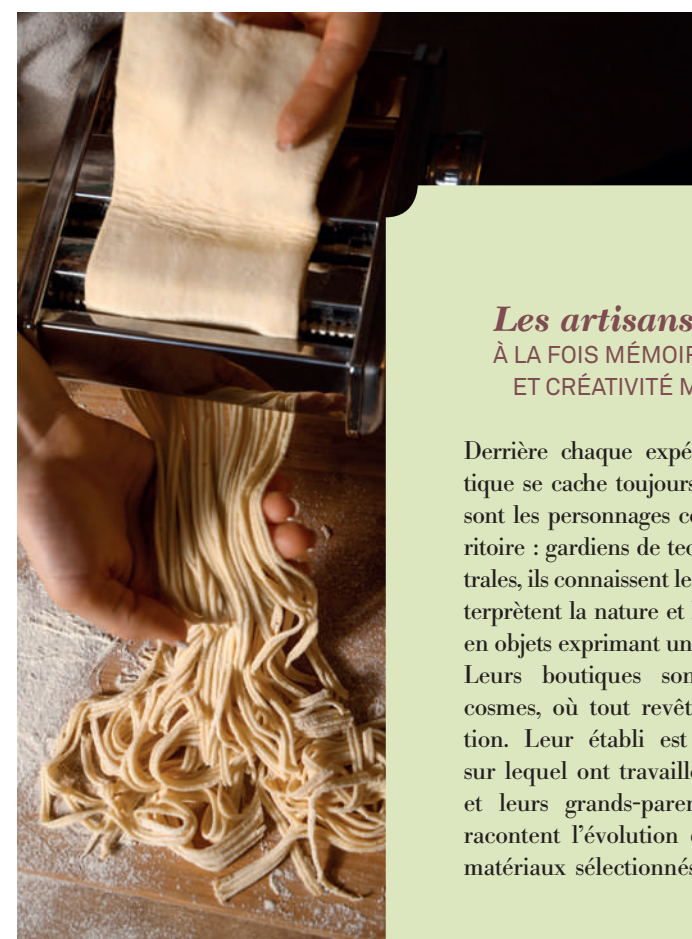 Les artisans
À LA FOIS MÉMOIR
ET CRÉATIVITÉ M
Derrière chaque expé
tique se cache toujours
sont les personnages c
ritoire : gardiens de tec
trales, ils connaissent le
terprètent la nature et
en objets exprimant un
Leurs boutiques son
cosmes, où tout revêt
tion. Leur établi est
sur lequel ont travaill
et leurs grands-paren
racontent l’évolution
matériaux sélectionnés